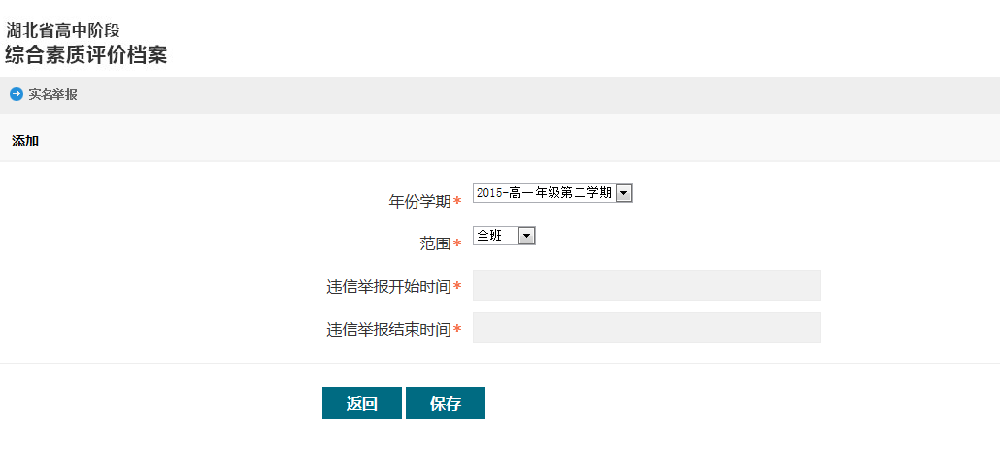 湖北省高中阶段
综合素质评价档案
实名举报
添加
年份学期* 2015-高一年级第二学期
范围* 全班
违信举报开始时间*
违信举报结束时间*
返回 保存